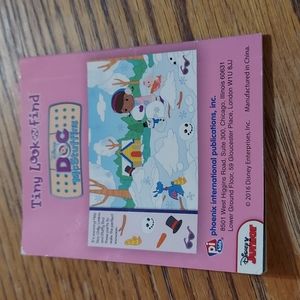 Tiny Look and Find
Disney
DOC
McStuffins
pi kids
phoenix international publications, inc.
8501 West Higgins Road, Suite 300, Chicago, Illinois 60631
Lower Ground Floor, 59 Gloucester Place, London W1U 8JJ
© 2016 Disney Enterprises, Inc. Manufactured in China.
Disney Junior